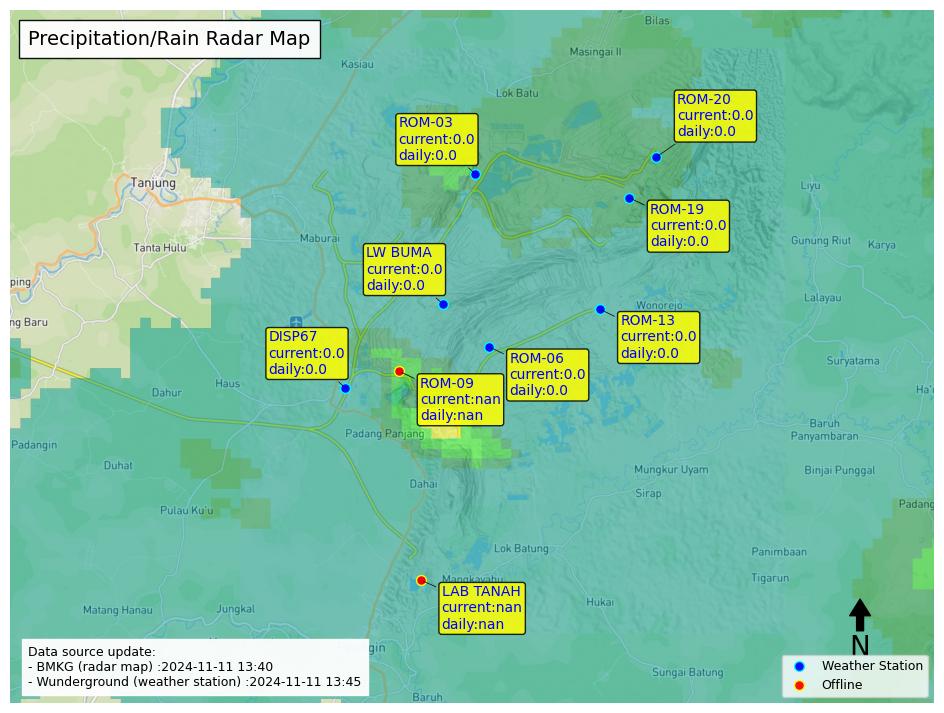 Precipitation/Rain Radar Map
Bilas
Masingai II
Kasiau
Lok Batu
ROM-20
current:0.0
daily:0.0
ROM-03
current:0.0
daily:0.0
Tanjung
Liyu
ROM-19
current:0.0
daily:0.0
Tanta Hulu
Maburai
Gunung Riut
Karya
LW BUMA
current:0.0
daily:0.0
ping
Lalayau
Wonorejo
ng Baru
ROM-13
current:0.0
daily:0.0
DISP67
current:0.0
daily:0.0
ROM-06
current:0.0
daily:0.0
Suryatama
Haus
Dahur
Ha'
ROM-09
current:nan
daily:nan
Padang Panjang
Baruh
Panyambaran
Padangin
Duhat
Mungkur Uyam
Binjai Punggal
Dahai
Sirap
Padang
Pulau Ku'u
Lok Batung
Panimbaan
Tigarun
Mangkayahu
LAB TANAH
current:nan
daily:nan
Hukai
Matang Hanau
Jungkal
N
Data source update:
- BMKG (radar map) :2024-11-11 13:40
- Wunderground (weather station) :2024-11-11 13:45
Sungai Batung
Baruh
Weather Station
Offline